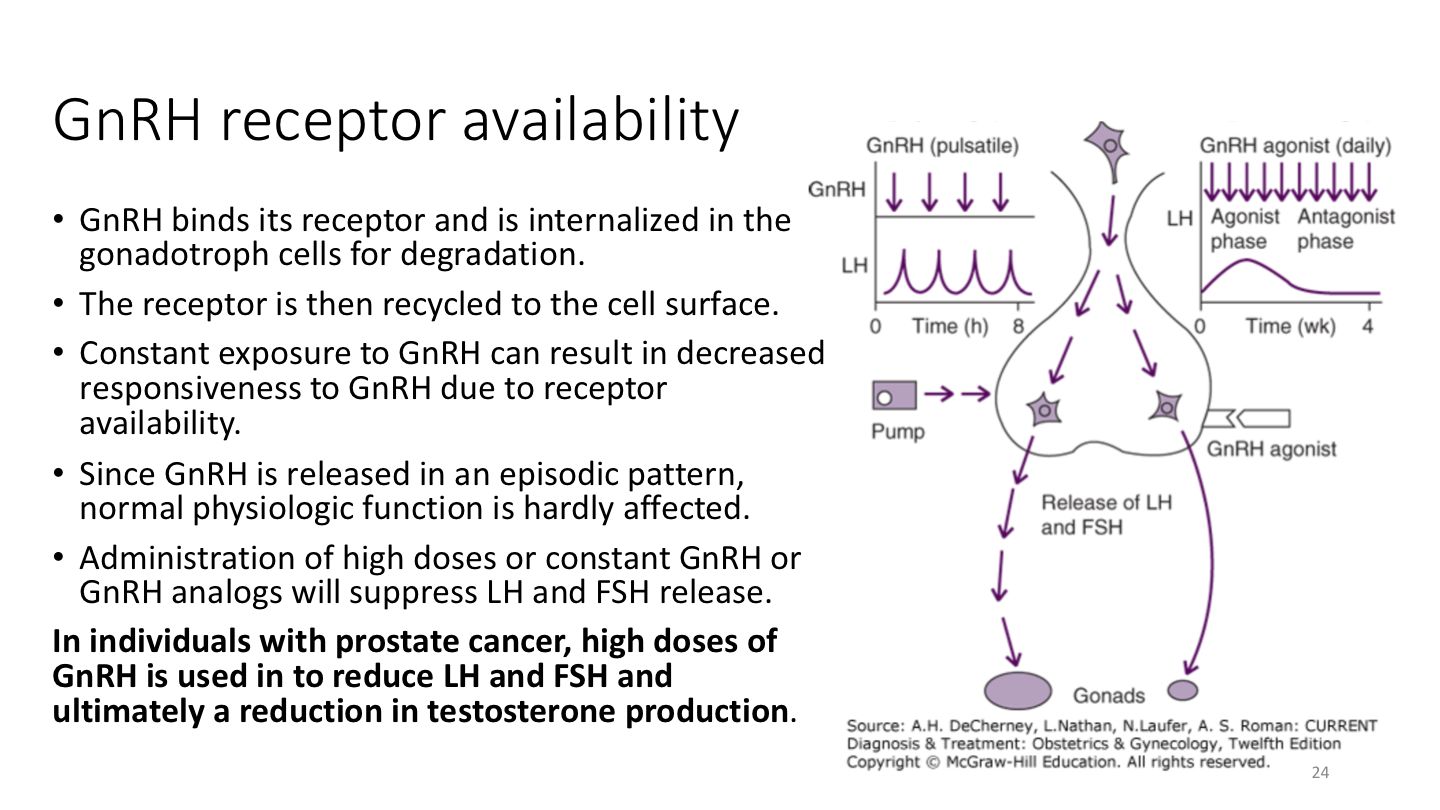 GnRH receptor availability
• GnRH binds its receptor and is internalized in the
gonadotroph cells for degradation.
• The receptor is then recycled to the cell surface.
• Constant exposure to GnRH can result in decreased
responsiveness to GnRH due to receptor
availability.
• Since GnRH is released in an episodic pattern,
normal physiologic function is hardly affected.
• Administration of high doses or constant GnRH or
GnRH analogs will suppress LH and FSH release.
In individuals with prostate cancer, high doses of
GnRH is used in to reduce LH and FSH and
ultimately a reduction in testosterone production.
GnRH (pulsatile)
GnRH
LH
0 Time (h) 8
GnRH agonist (daily)
LH
Agonist
phase
Antagonist
phase
0 Time (wk) 4
Pump
GnRH agonist
Release of LH
and FSH
Gonads
Source: A.H. DeCherney, L.Nathan, N.Laufer, A. S. Roman: CURRENT
Diagnosis & Treatment: Obstetrics & Gynecology, Twelfth Edition
Copyright © McGraw-Hill Education. All rights reserved.
24